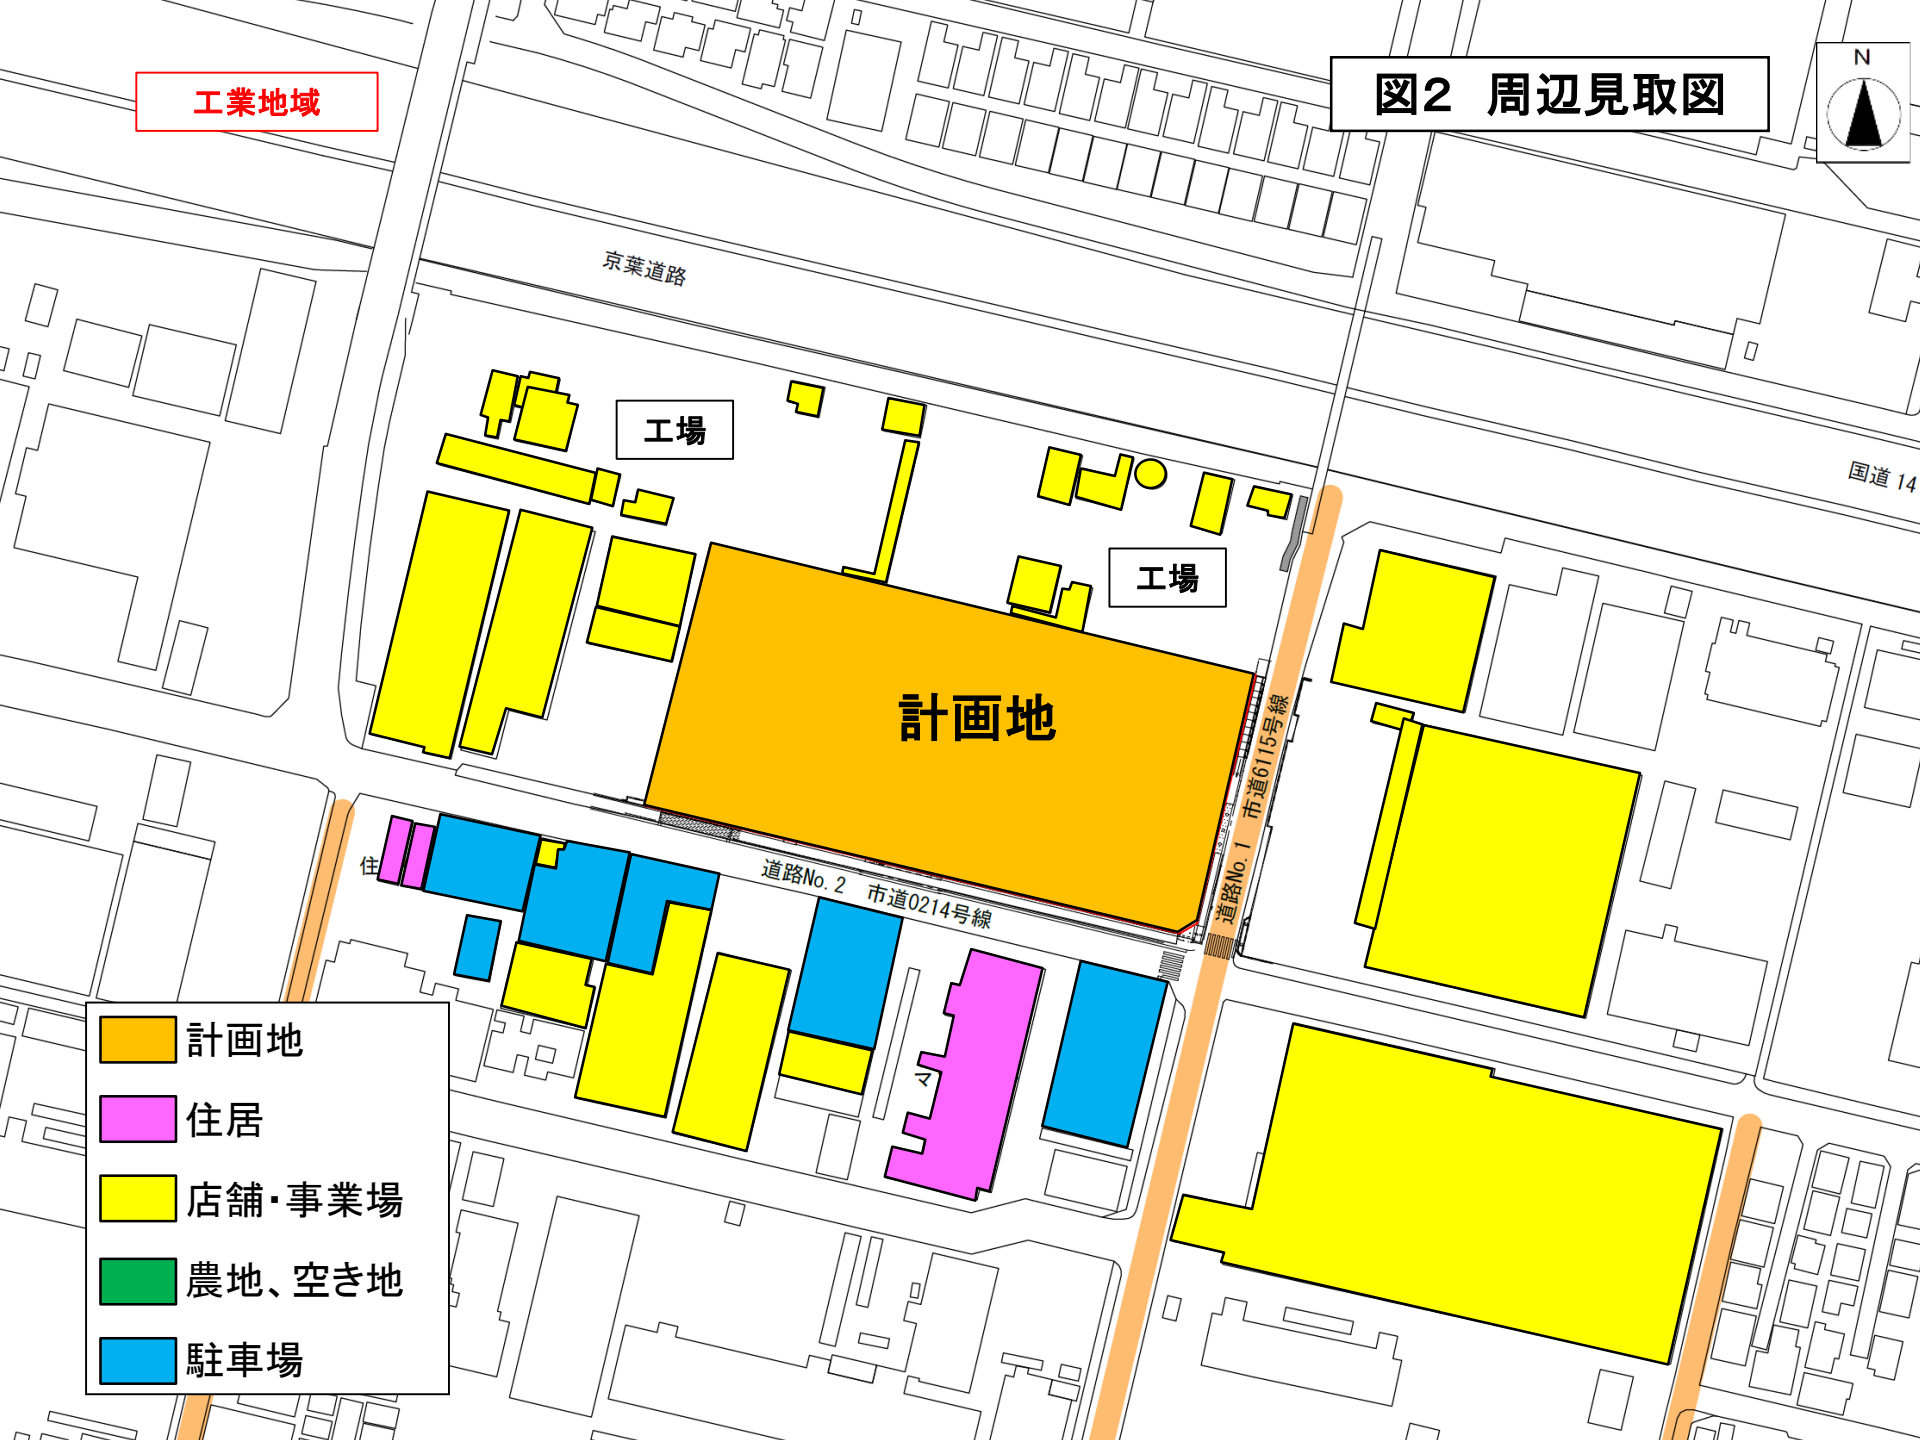 工業地域
図2　周辺見取図
N
京葉道路
国道 14
工場
工場
計画地
道路No. 1　市道6115号線
道路No. 2　市道0214号線
住
マ
計画地
住居
店舗・事業場
農地、空き地
駐車場